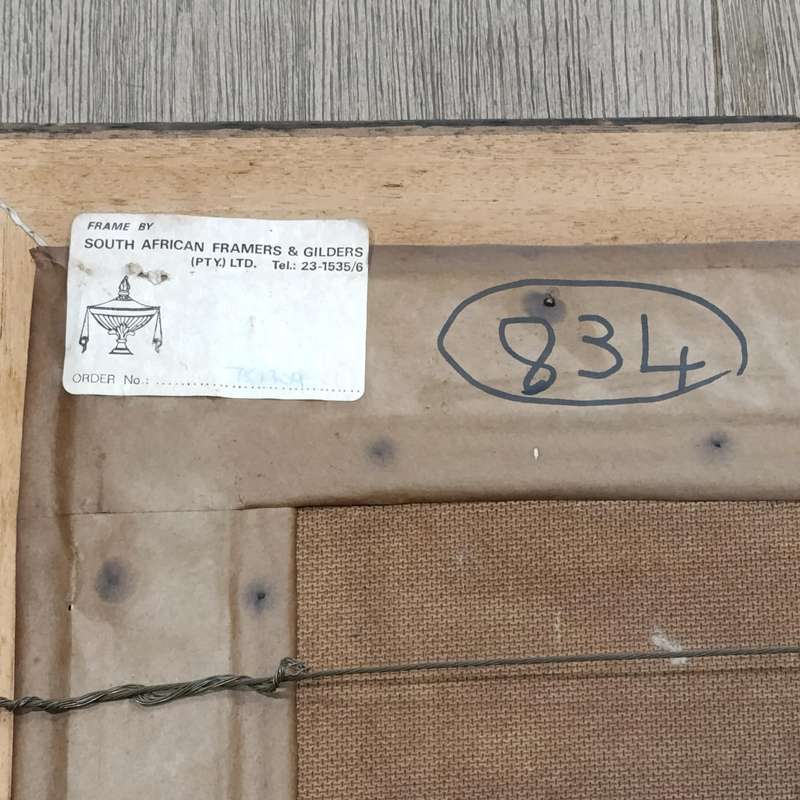 FRAME BY
SOUTH AFRICAN FRAMERS & GILDERS
(PTY.) LTD. Tel.: 23-1535/6
ORDER No.:
834